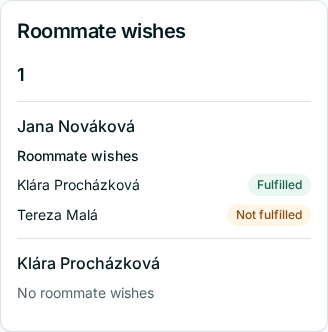 Roommate wishes
1
Jana Nováková
Roommate wishes
Klára Procházková Fulfilled
Tereza Malá Not fulfilled
Klára Procházková
No roommate wishes